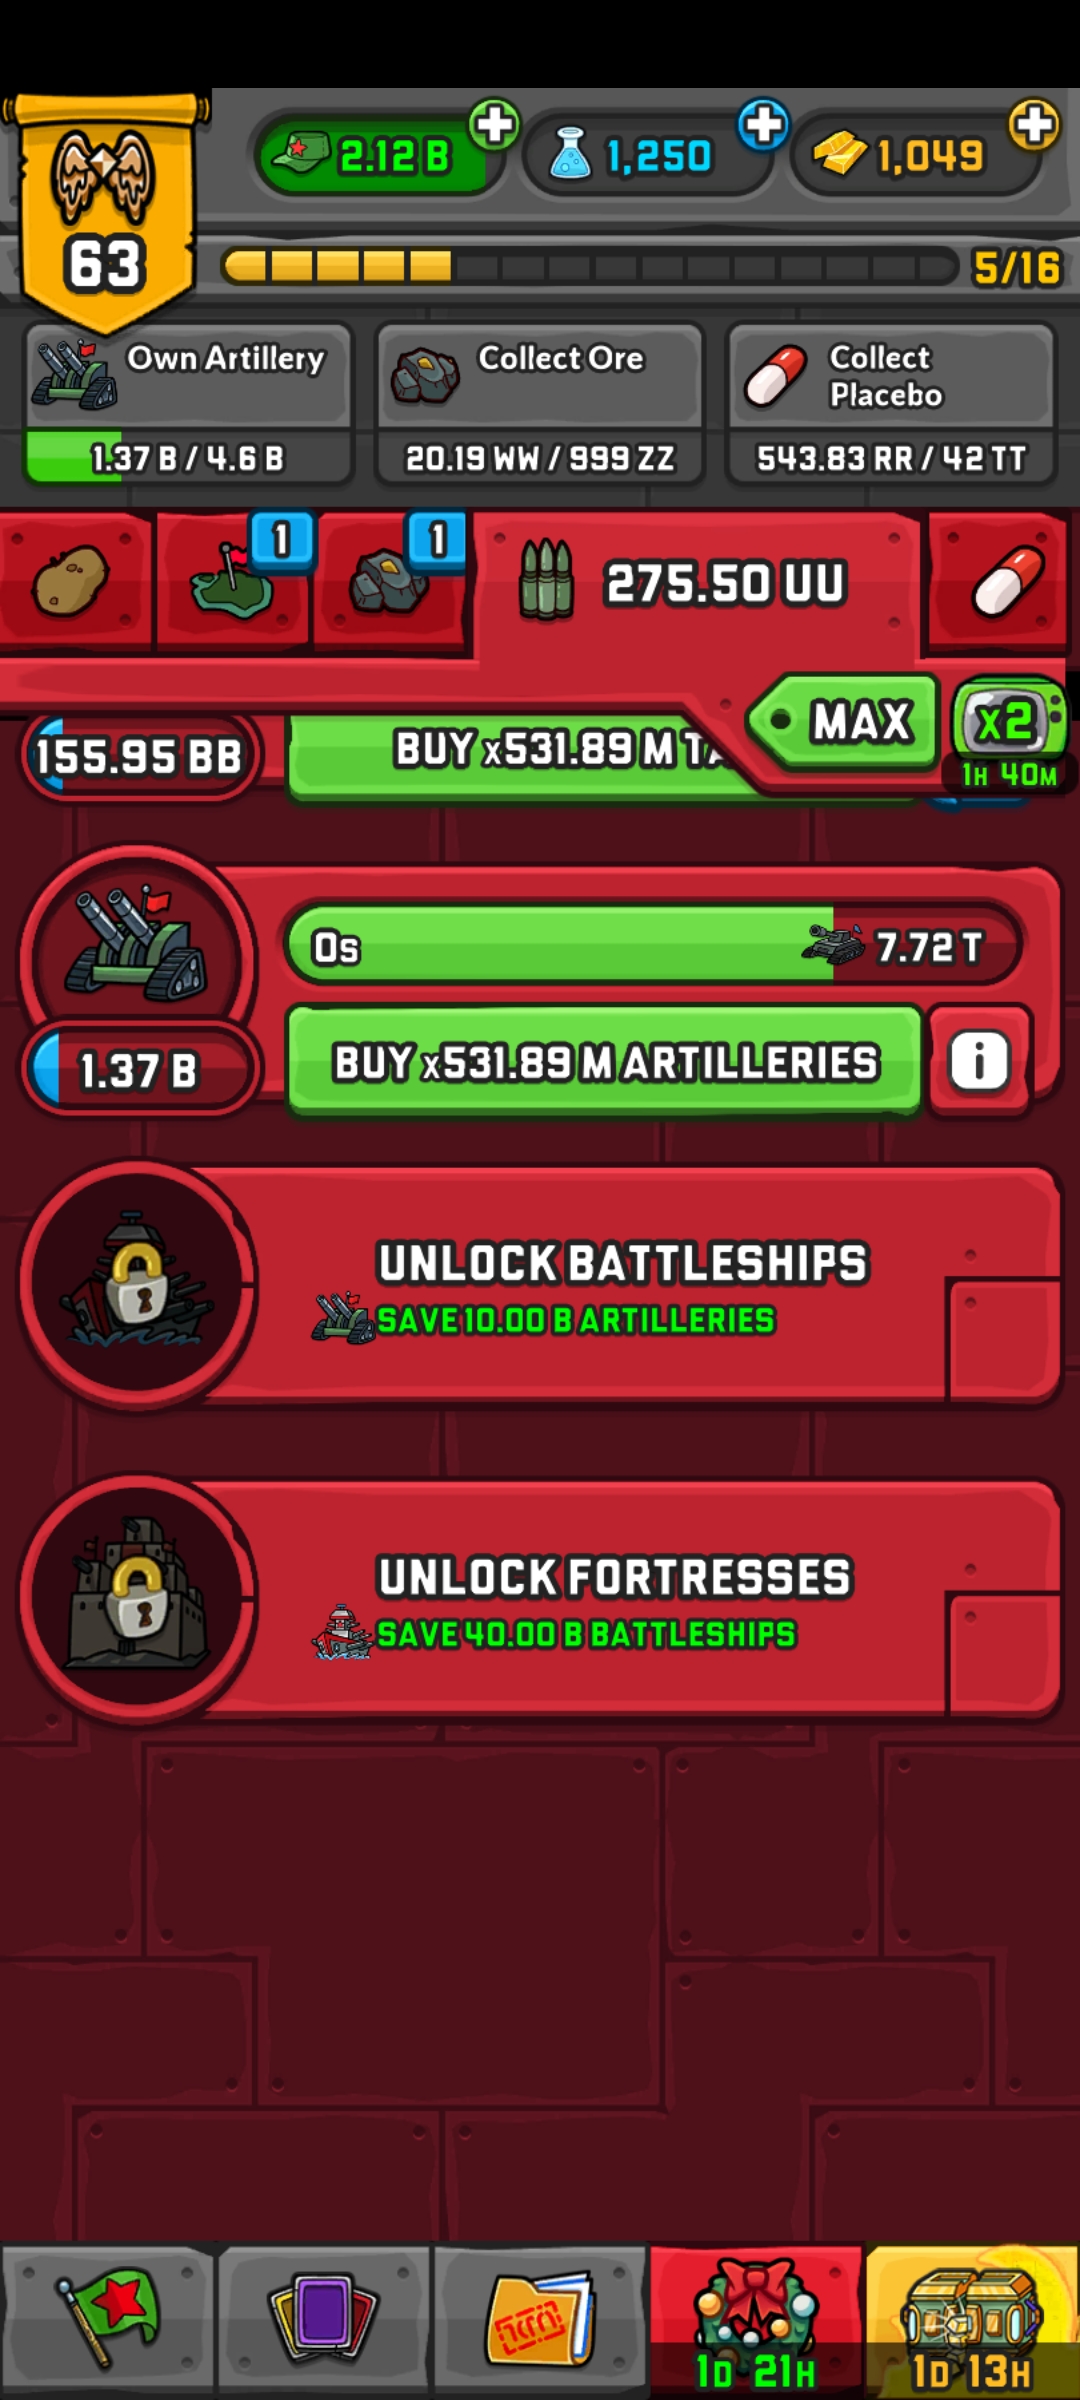 2.12 B
1,250
1,049
63
5/16
Own Artillery
1.37 B / 4.6 B
Collect Ore
20.19 WW / 999 ZZ
Collect
Placebo
543.83 RR / 42 TT
1
1
275.50 UU
MAX
x2
1H 40M
155.95 BB
BUY x531.89 M TA
0s
7.72 T
1.37 B
BUY x531.89 M ARTILLERIES
i
UNLOCK BATTLESHIPS
SAVE 10.00 B ARTILLERIES
UNLOCK FORTRESSES
SAVE 40.00 B BATTLESHIPS
1D 21H
1D 13H